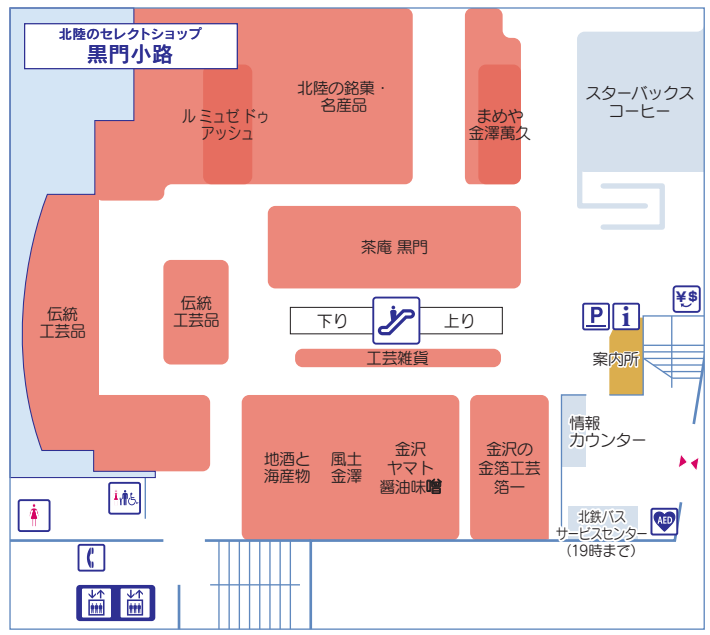 北陸のセレクトショップ
黒門小路
北陸の銘菓・
名産品
ル ミュゼ ドゥ
アッシュ
まめや
金澤萬久
スターバックス
コーヒー
茶庵 黒門
伝統
工芸品
伝統
工芸品
下り
上り
工芸雑貨
P
i
¥$
案内所
情報
カウンター
地酒と
海産物
風土
金澤
金沢
ヤマト
醤油味噌
金沢の
金箔工芸
箔一
北鉄バス
サービスセンター
(19時まで)
AED